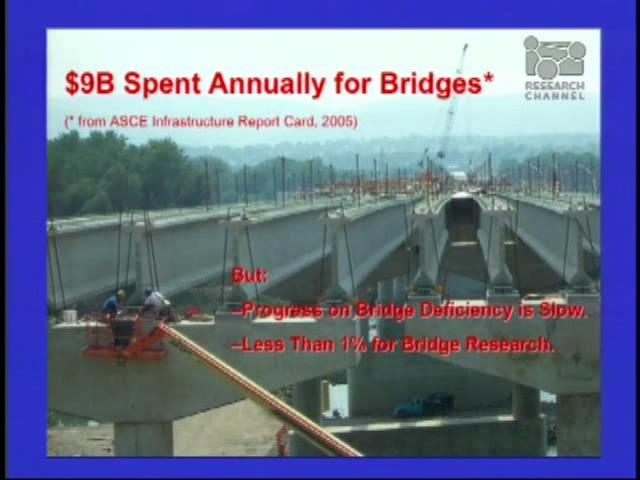 $9B Spent Annually for Bridges*
(* from ASCE Infrastructure Report Card, 2005)
RESEARCH
CHANNEL
But:
–Progress on Bridge Deficiency is Slow.
–Less Than 1% for Bridge Research.